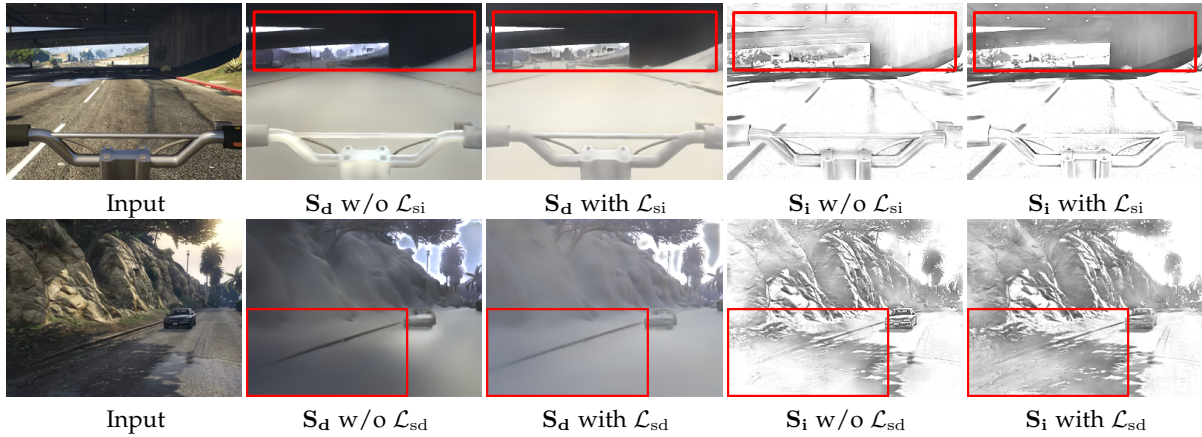 Input S_d w/o ℒ_si S_d with ℒ_si S_i w/o ℒ_si S_i with ℒ_si
Input S_d w/o ℒ_sd S_d with ℒ_sd S_i w/o ℒ_sd S_i with ℒ_sd